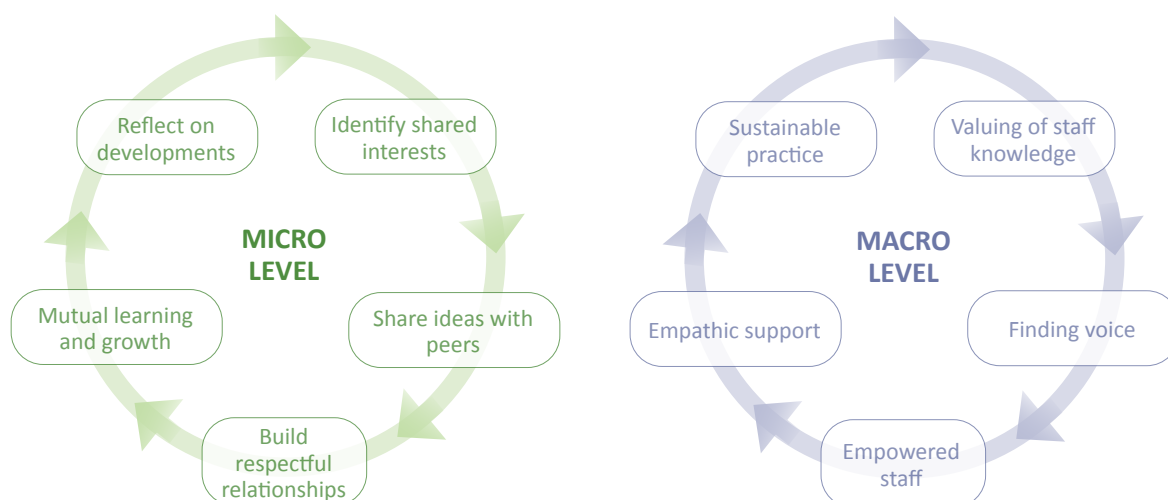 Reflect on
developments
Identify shared
interests
MICRO
LEVEL
Mutual learning
and growth
Share ideas with
peers
Build
respectful
relationships
Sustainable
practice
Valuing of staff
knowledge
MACRO
LEVEL
Empathic support
Finding voice
Empowered
staff